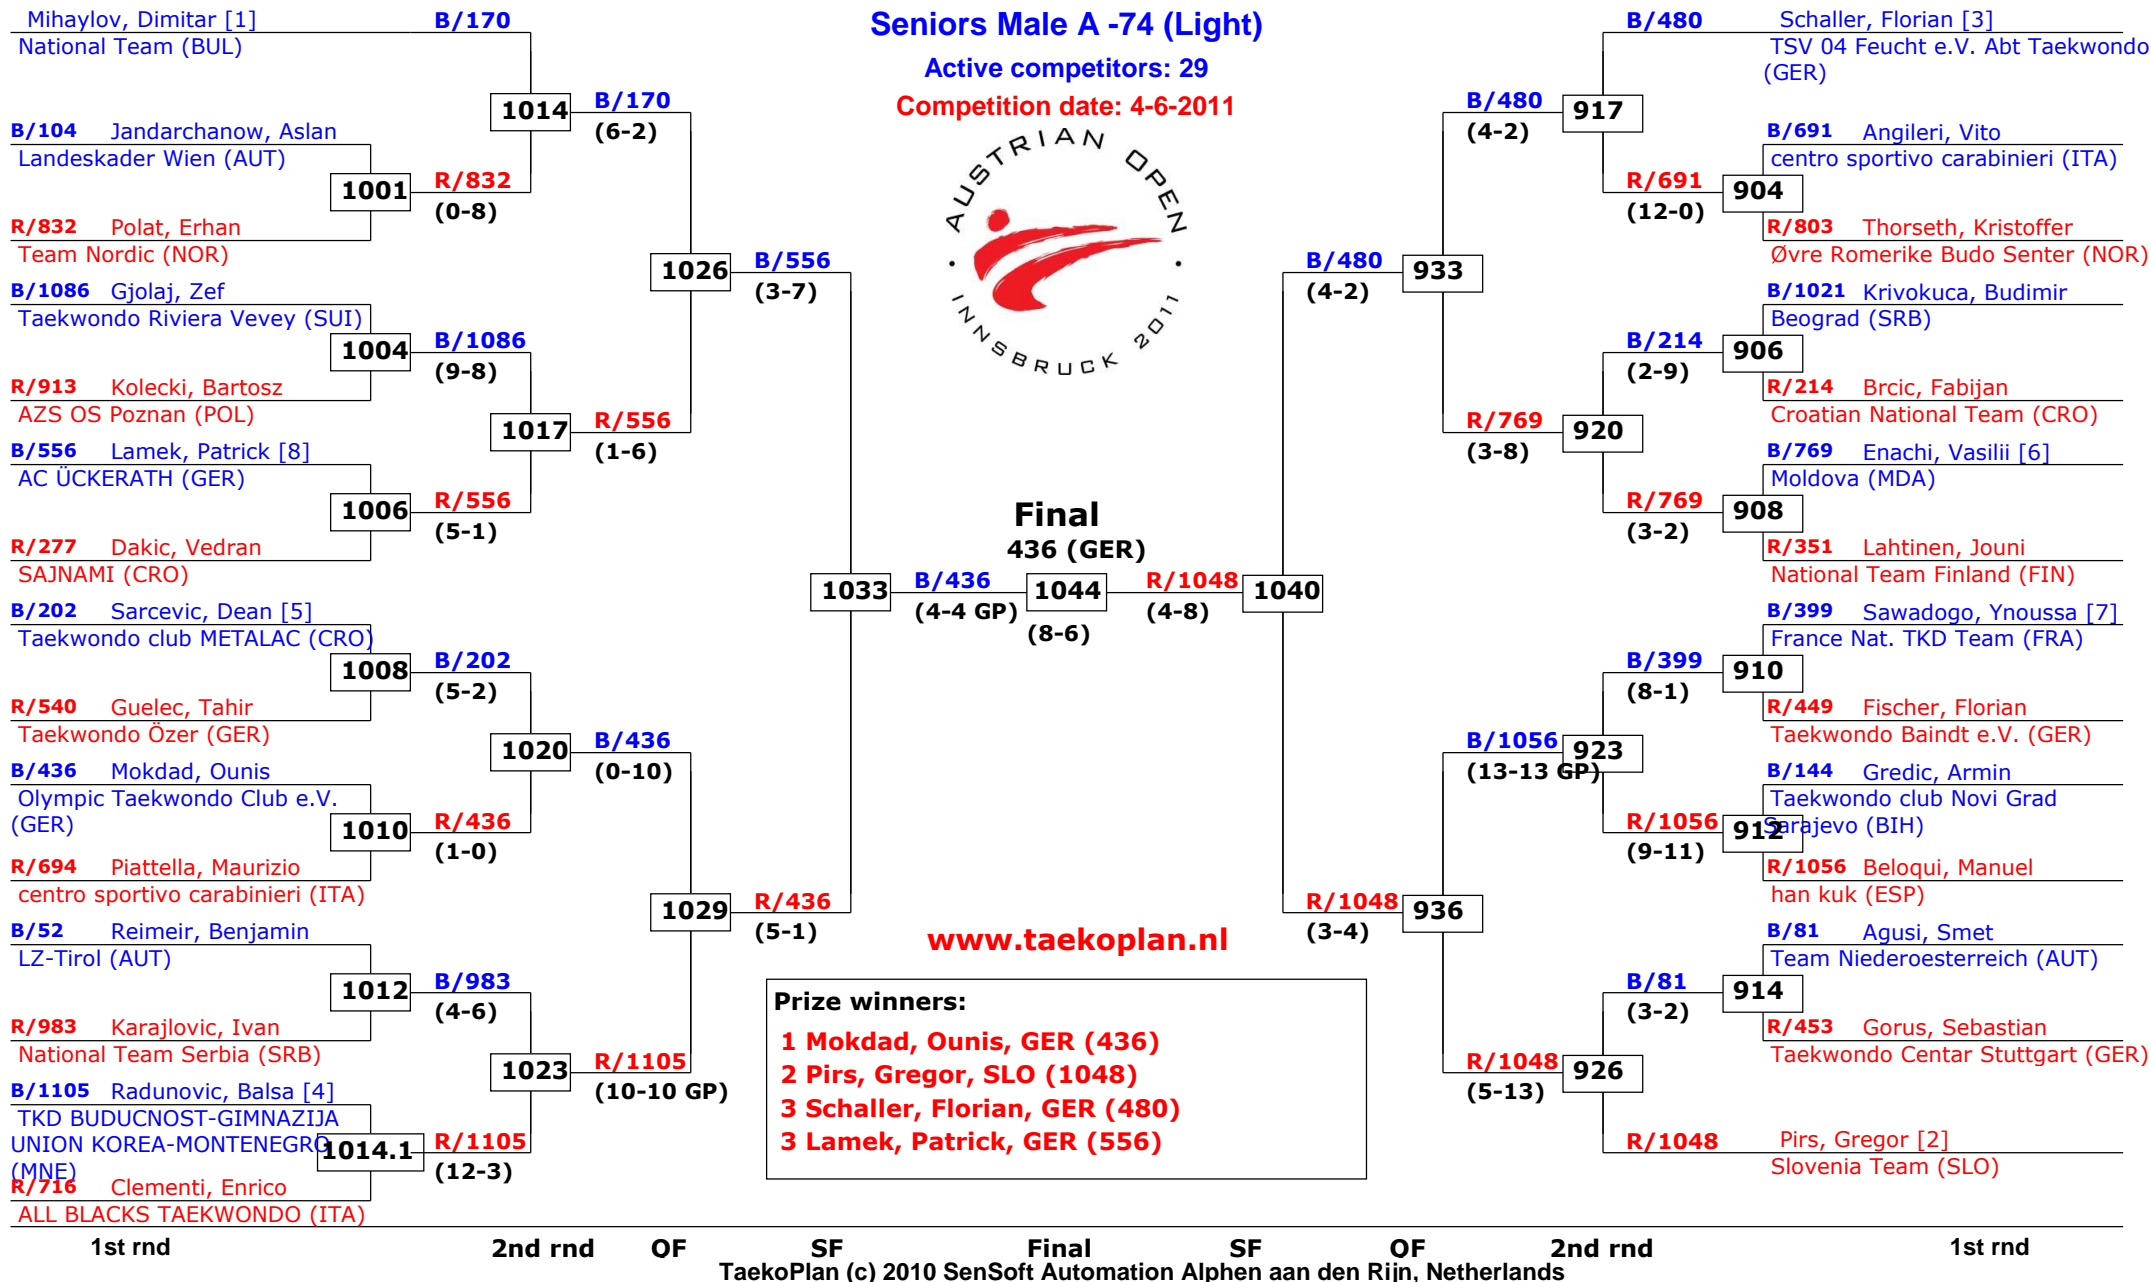 Seniors Male A -74 (Light)
Active competitors: 29
Competition date: 4-6-2011
AUSTRIAN OPEN
INNSBRUCK 2011
Mihaylov, Dimitar [1]
National Team (BUL)
B/170
B/104 Jandarchanow, Aslan
Landeskader Wien (AUT)
1001
R/832
(0-8)
R/832 Polat, Erhan
Team Nordic (NOR)
1014
B/170
(6-2)
B/1086 Gjolaj, Zef
Taekwondo Riviera Vevey (SUI)
1004
B/1086
(9-8)
R/913 Kolecki, Bartosz
AZS OS Poznan (POL)
1017
R/556
(1-6)
B/556 Lamek, Patrick [8]
AC ÜCKERATH (GER)
1006
R/556
(5-1)
R/277 Dakic, Vedran
SAJNAMI (CRO)
1026
B/556
(3-7)
B/202 Sarcevic, Dean [5]
Taekwondo club METALAC (CRO)
1008
B/202
(5-2)
R/540 Guelec, Tahir
Taekwondo Özer (GER)
1020
B/436
(0-10)
B/436 Mokdad, Ounis
Olympic Taekwondo Club e.V.
(GER)
1010
R/436
(1-0)
R/694 Piattella, Maurizio
centro sportivo carabinieri (ITA)
1029
R/436
(5-1)
B/52 Reimeir, Benjamin
LZ-Tirol (AUT)
1012
B/983
(4-6)
R/983 Karajlovic, Ivan
National Team Serbia (SRB)
1023
R/1105
(10-10 GP)
B/1105 Radunovic, Balsa [4]
TKD BUDUCNOST-GIMNAZIJA
UNION KOREA-MONTENEGRO
(MNE)
1014.1
R/1105
(12-3)
R/716 Clementi, Enrico
ALL BLACKS TAEKWONDO (ITA)
1033
B/436
(4-4 GP)
Final
436 (GER)
1044
(8-6)
R/1048
(4-8)
1040
B/480
Schaller, Florian [3]
TSV 04 Feucht e.V. Abt Taekwondo
(GER)
B/480
(4-2)
917
B/691 Angileri, Vito
centro sportivo carabinieri (ITA)
R/691
(12-0)
904
R/803 Thorseth, Kristoffer
Øvre Romerike Budo Senter (NOR)
B/480
(4-2)
933
B/1021 Krivokuca, Budimir
Beograd (SRB)
B/214
(2-9)
906
R/214 Brcic, Fabijan
Croatian National Team (CRO)
R/769
(3-8)
920
B/769 Enachi, Vasilii [6]
Moldova (MDA)
R/769
(3-2)
908
R/351 Lahtinen, Jouni
National Team Finland (FIN)
B/399 Sawadogo, Ynoussa [7]
France Nat. TKD Team (FRA)
B/399
(8-1)
910
R/449 Fischer, Florian
Taekwondo Baindt e.V. (GER)
B/1056
(13-13 GP)
923
B/144 Gredic, Armin
Taekwondo club Novi Grad
Sarajevo (BIH)
R/1056
(9-11)
912
R/1056 Beloqui, Manuel
han kuk (ESP)
R/1048
(3-4)
936
B/81 Agusi, Smet
Team Niederoesterreich (AUT)
B/81
(3-2)
914
R/453 Gorus, Sebastian
Taekwondo Centar Stuttgart (GER)
R/1048
(5-13)
926
R/1048
Pirs, Gregor [2]
Slovenia Team (SLO)
www.taekoplan.nl
Prize winners:
1 Mokdad, Ounis, GER (436)
2 Pirs, Gregor, SLO (1048)
3 Schaller, Florian, GER (480)
3 Lamek, Patrick, GER (556)
1st rnd 2nd rnd QF SF Final SF QF 2nd rnd 1st rnd
TaekoPlan (c) 2010 SenSoft Automation Alphen aan den Rijn, Netherlands